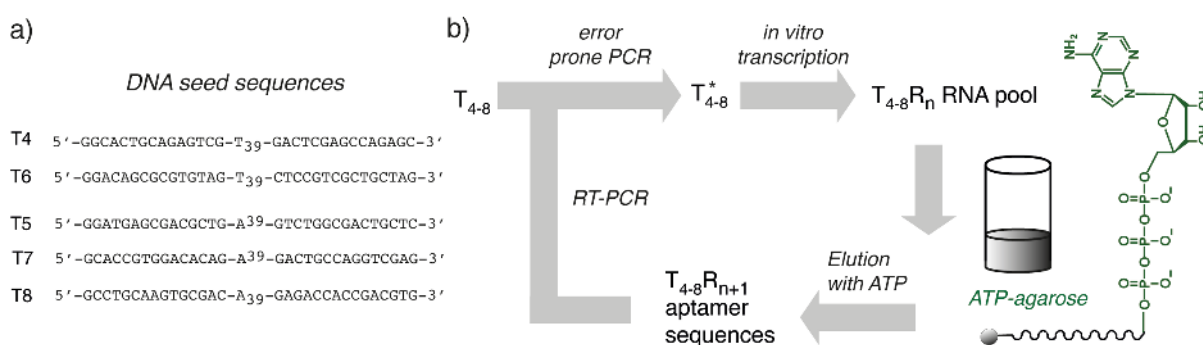 a)
DNA seed sequences
T4 5′-GGCACTGCAGAGTCG-T39-GACTCGAGCCAGAGC-3′
T6 5′-GGACAGCGCGTGTAG-T39-CTCCGTCGCTGCTAG-3′
T5 5′-GGATGAGCGACGCTG-A39-GTCTGGCGACTGCTC-3′
T7 5′-GCACCGTGGACACAG-A39-GACTGCCAGGTCGAG-3′
T8 5′-GCCTGCAAGTGCGAC-A39-GAGACCACCGACGTG-3′
b)
error
prone PCR
in vitro
transcription
T4-8
T*4-8
T4-8Rn RNA pool
RT-PCR
Elution
with ATP
T4-8Rn+1
aptamer
sequences
ATP-agarose
NH2
N
N
N
N
O
O
O=P-O-
O
O=P-O-
O
O=P-O-
O